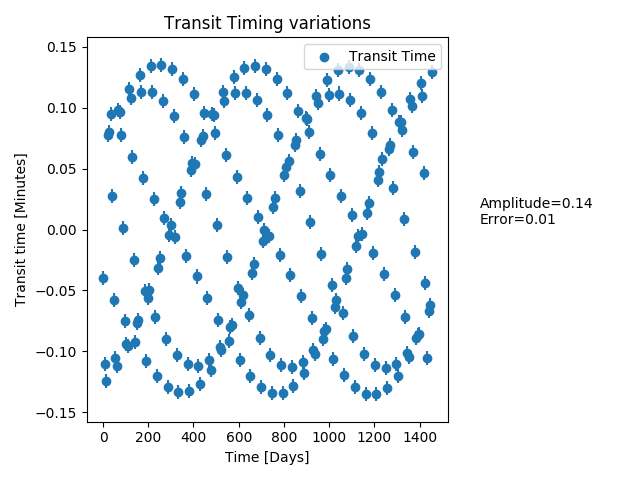 Transit Timing variations
Transit Time
0.15
0.10
0.05
0.00
−0.05
−0.10
−0.15
Transit time [Minutes]
0 200 400 600 800 1000 1200 1400
Time [Days]
Amplitude=0.14
Error=0.01